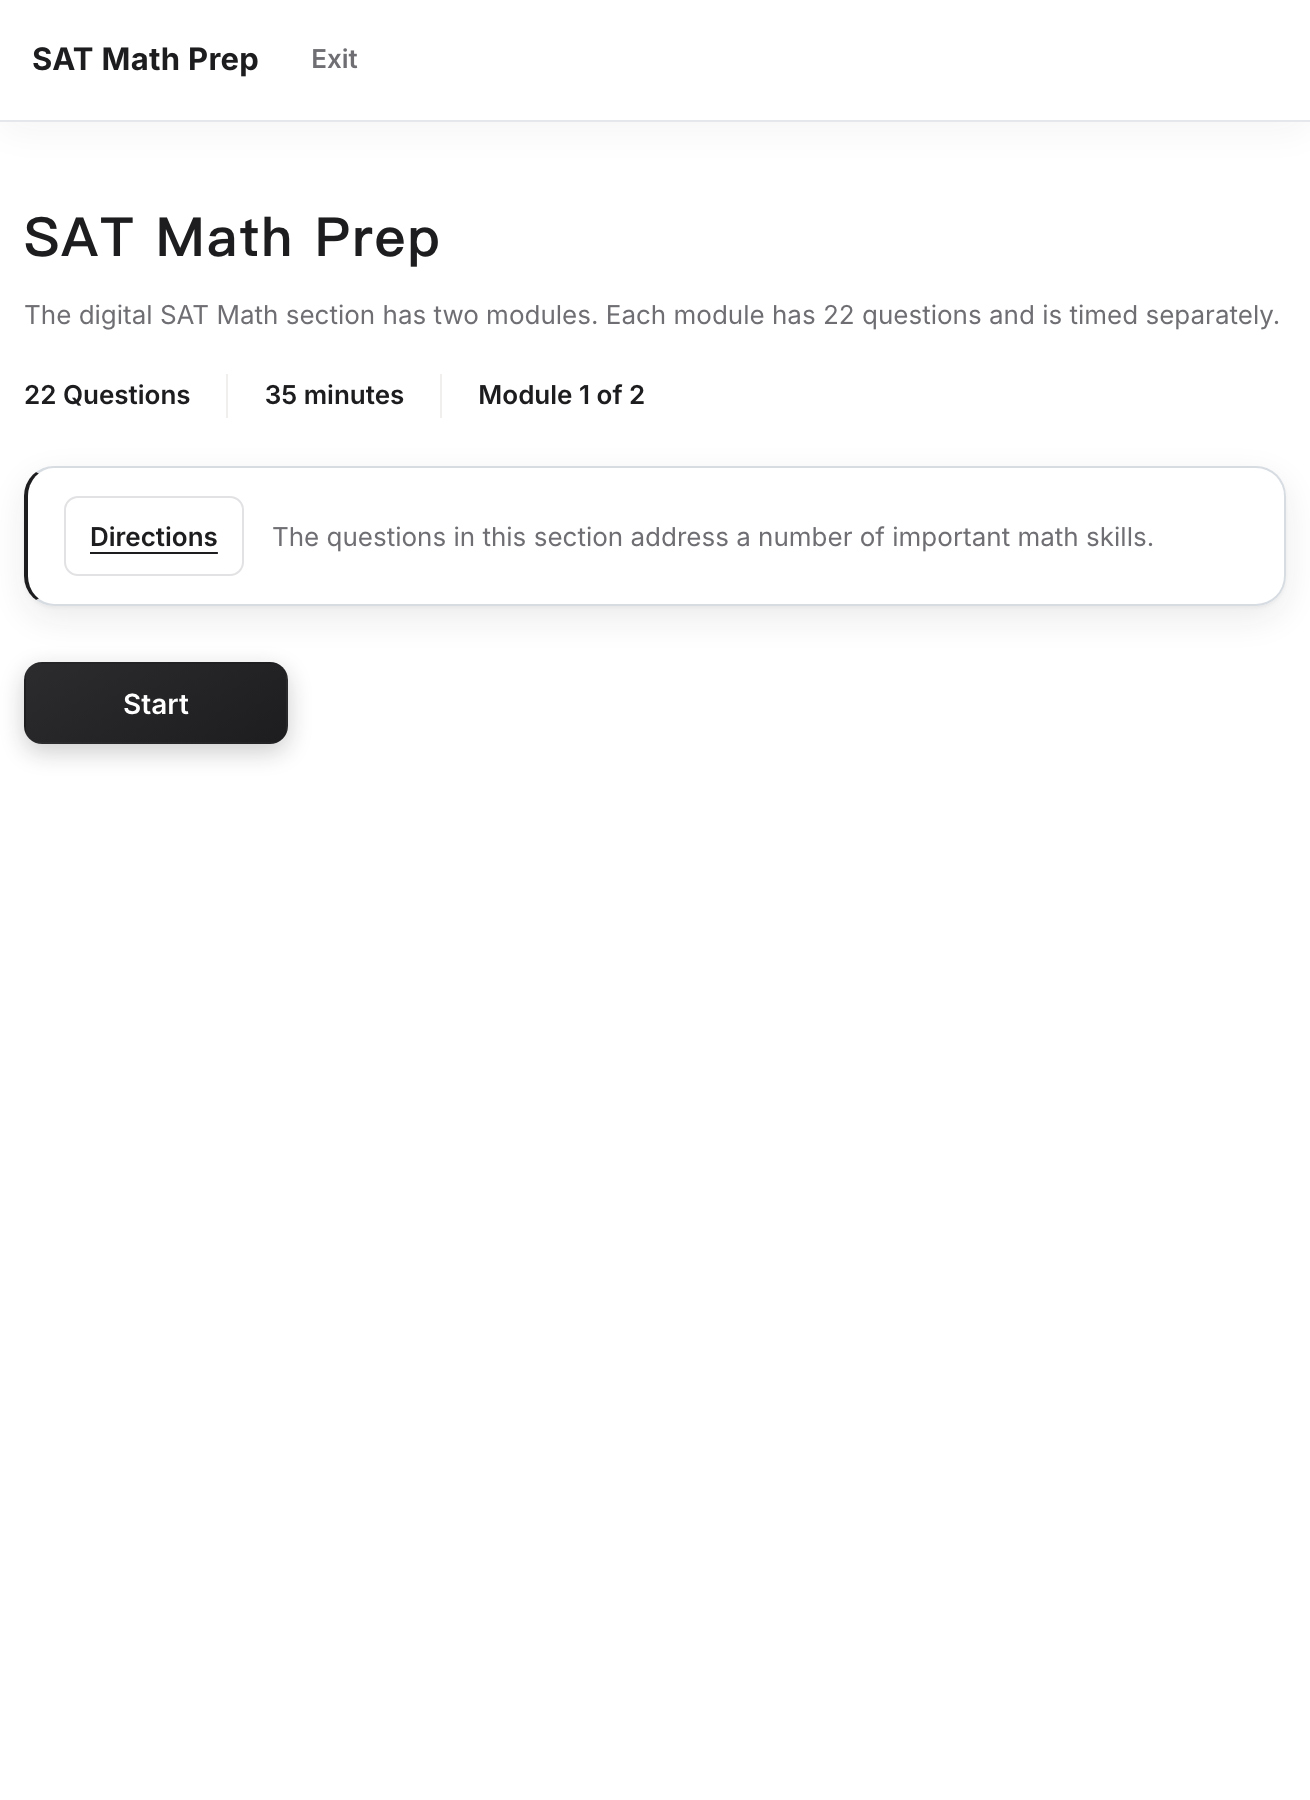 SAT Math Prep Exit
SAT Math Prep
The digital SAT Math section has two modules. Each module has 22 questions and is timed separately.
22 Questions 35 minutes Module 1 of 2
Directions The questions in this section address a number of important math skills.
Start